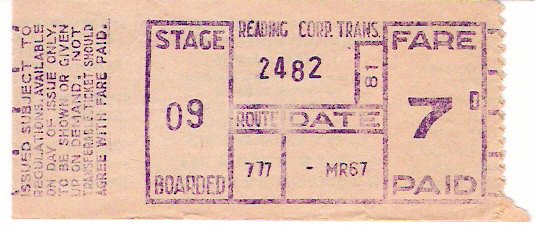 ISSUED SUBJECT TO
REGULATIONS AVAILABLE
ON DAY OF ISSUE ONLY.
TO BE SHOWN OR GIVEN
UP ON DEMAND. NOT
TRANSFERABLE TICKET SHOULD
AGREE WITH FARE PAID.
STAGE
09
BOARDED
READING CORP. TRANS.
2482
81
ROUTE DATE
777 - MR67
FARE
7D
PAID